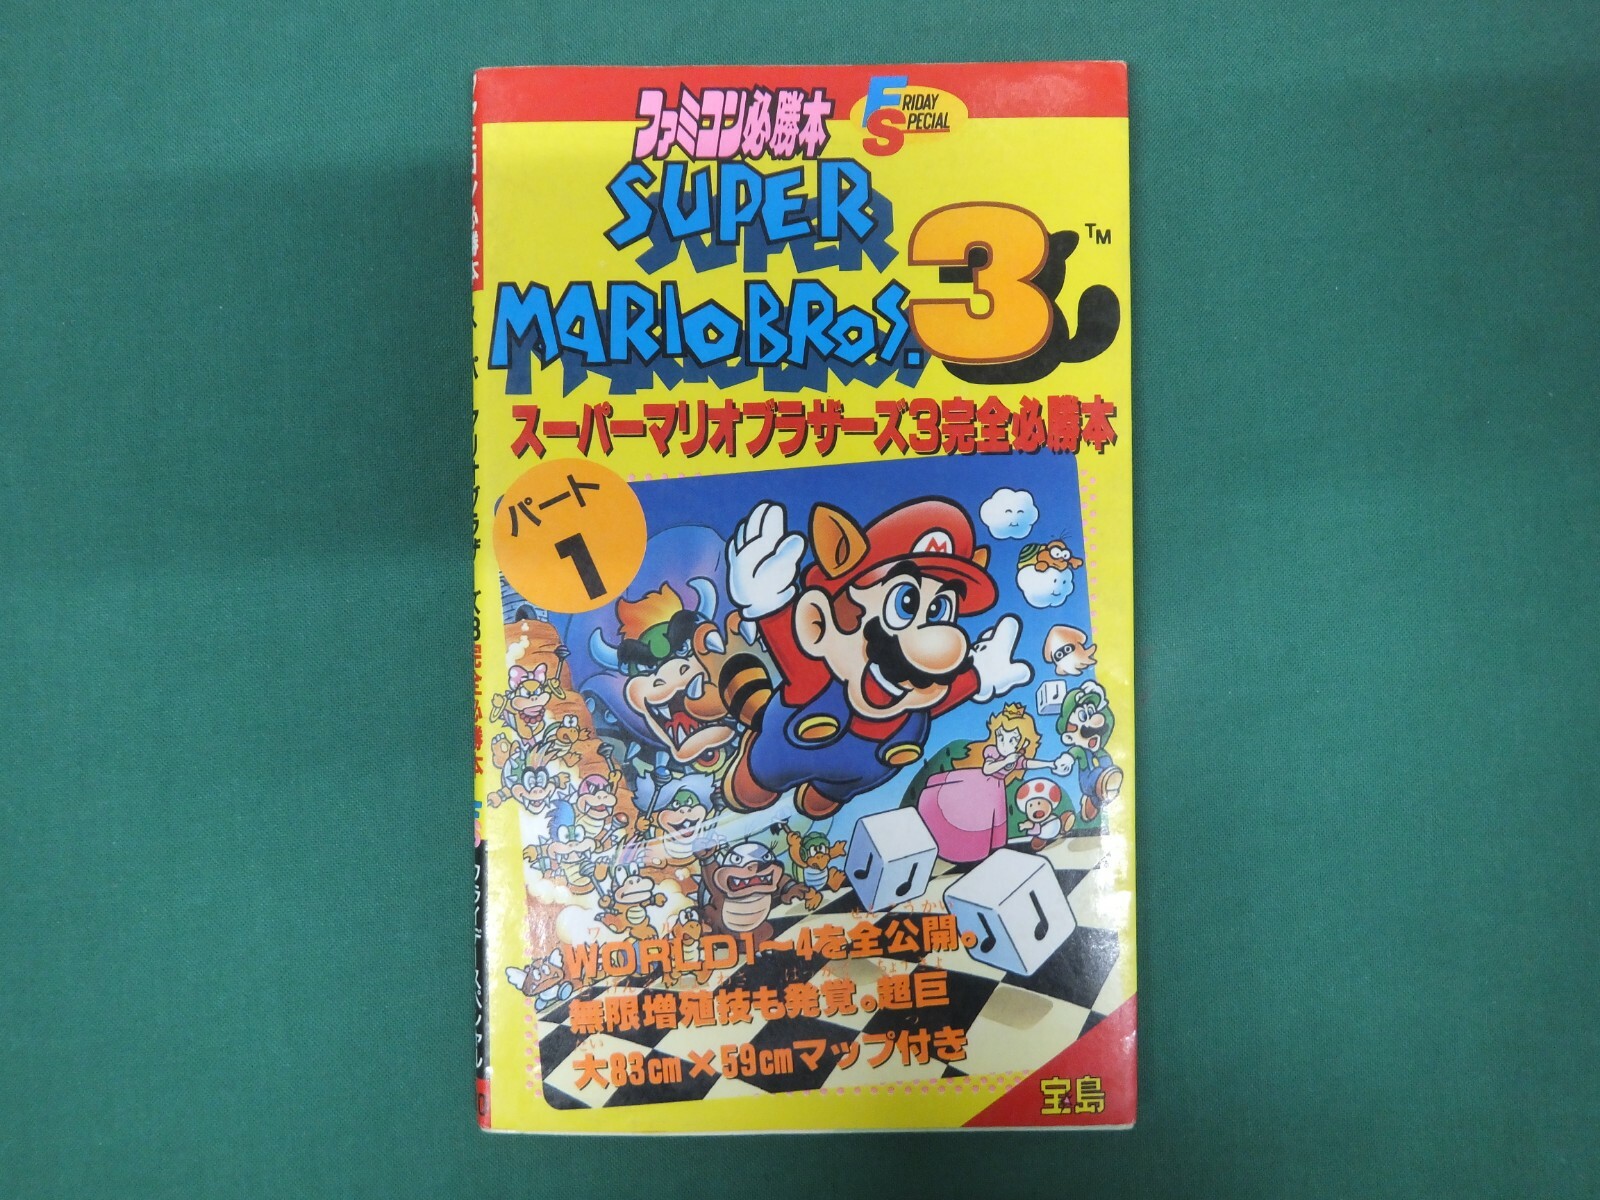 ファミコン必勝本
FRIDAY
SPECIAL
SUPER
MARIO BROS. 3 TM
スーパーマリオブラザーズ3完全必勝本
パート
1
M
WORLD1〜4を全公開。
無限増殖技も発覚。超巨
大83cm×59cmマップ付き
宝島